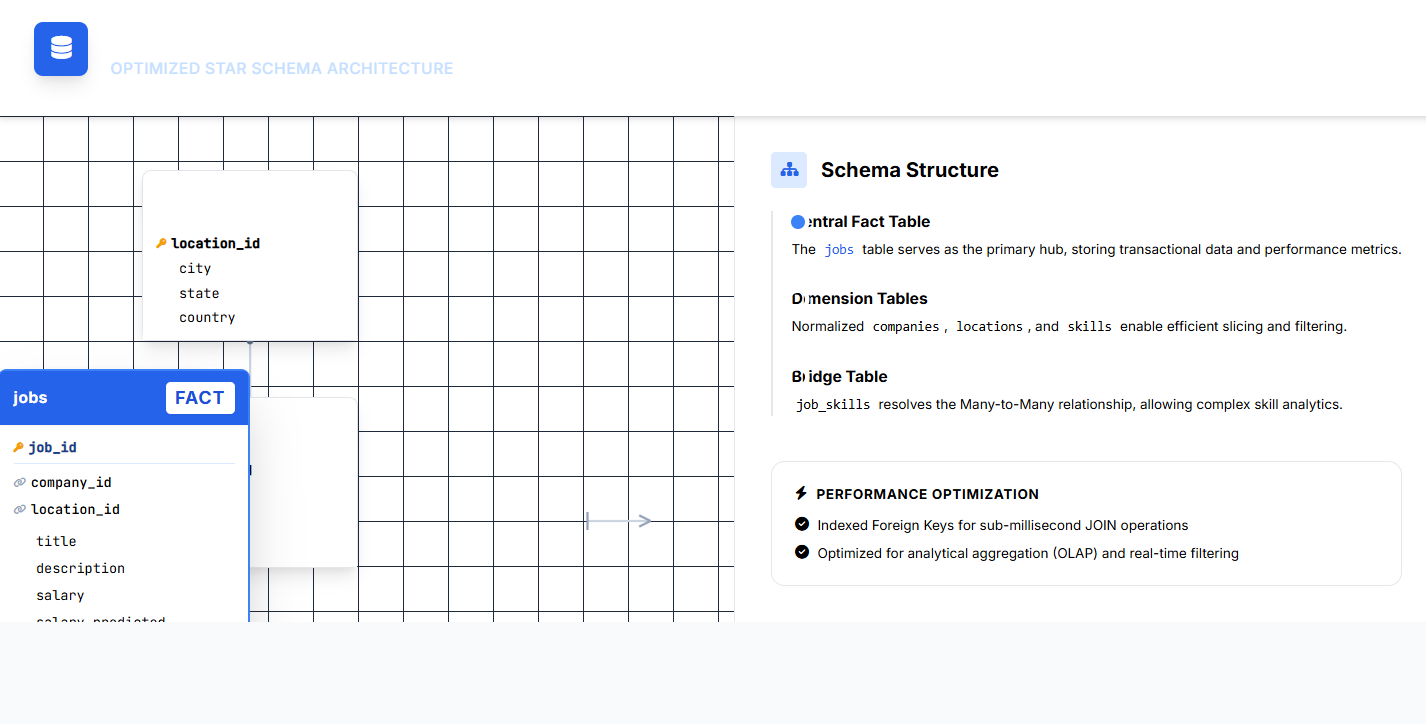 OPTIMIZED STAR SCHEMA ARCHITECTURE
location_id
city
state
country
jobs FACT
job_id
company_id
location_id
title
description
salary
salary_predicted
Schema Structure
entral Fact Table
The jobs table serves as the primary hub, storing transactional data and performance metrics.
Dimension Tables
Normalized companies, locations, and skills enable efficient slicing and filtering.
Bridge Table
job_skills resolves the Many-to-Many relationship, allowing complex skill analytics.
PERFORMANCE OPTIMIZATION
Indexed Foreign Keys for sub-millisecond JOIN operations
Optimized for analytical aggregation (OLAP) and real-time filtering